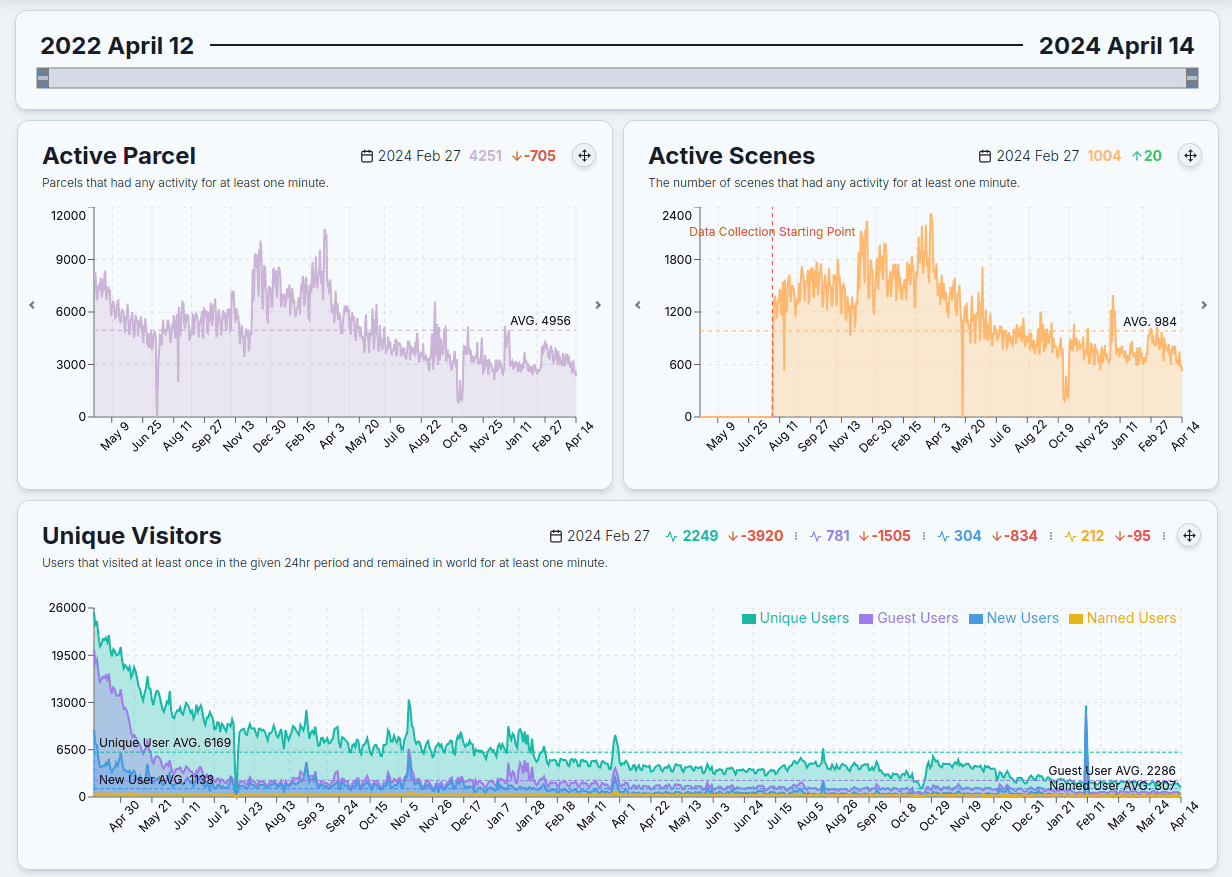 2022 April 12
2024 April 14
Active Parcel
2024 Feb 27 4251 -705
Parcels that had any activity for at least one minute.
12000
9000
6000
3000
0
AVG. 4956
May 9 Jun 25 Aug 11 Sep 27 Nov 13 Dec 30 Feb 15 Apr 3 May 20 Jul 6 Aug 22 Oct 9 Nov 25 Jan 11 Feb 27 Apr 14
Active Scenes
2024 Feb 27 1004 20
The number of scenes that had any activity for at least one minute.
2400
1800
1200
600
0
Data Collection Starting Point
AVG. 984
May 9 Jun 25 Aug 11 Sep 27 Nov 13 Dec 30 Feb 15 Apr 3 May 20 Jul 6 Aug 22 Oct 9 Nov 25 Jan 11 Feb 27 Apr 14
Unique Visitors
2024 Feb 27 2249 -3920 781 -1505 304 -834 212 -95
Users that visited at least once in the given 24hr period and remained in world for at least one minute.
26000
19500
13000
6500
0
Unique Users Guest Users New Users Named Users
Unique User AVG. 6169
New User AVG. 1138
Guest User AVG. 2286
Named User AVG. 307
Apr 30 May 21 Jun 11 Jul 2 Jul 23 Aug 13 Sep 3 Sep 24 Oct 15 Nov 5 Nov 26 Dec 17 Jan 7 Jan 28 Feb 18 Mar 11 Apr 1 Apr 22 May 13 Jun 3 Jun 24 Jul 15 Aug 5 Aug 26 Sep 16 Oct 8 Oct 29 Nov 19 Dec 10 Dec 31 Jan 21 Feb 11 Mar 3 Mar 24 Apr 14